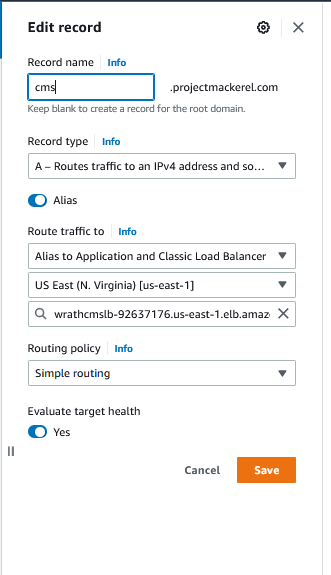 Edit record
Record name Info
cms .projectmackerel.com
Keep blank to create a record for the root domain.
Record type Info
A – Routes traffic to an IPv4 address and so...
Alias
Route traffic to Info
Alias to Application and Classic Load Balancer
US East (N. Virginia) [us-east-1]
wrathcmslb-92637176.us-east-1.elb.amaz
Routing policy Info
Simple routing
Evaluate target health
Yes
Cancel Save